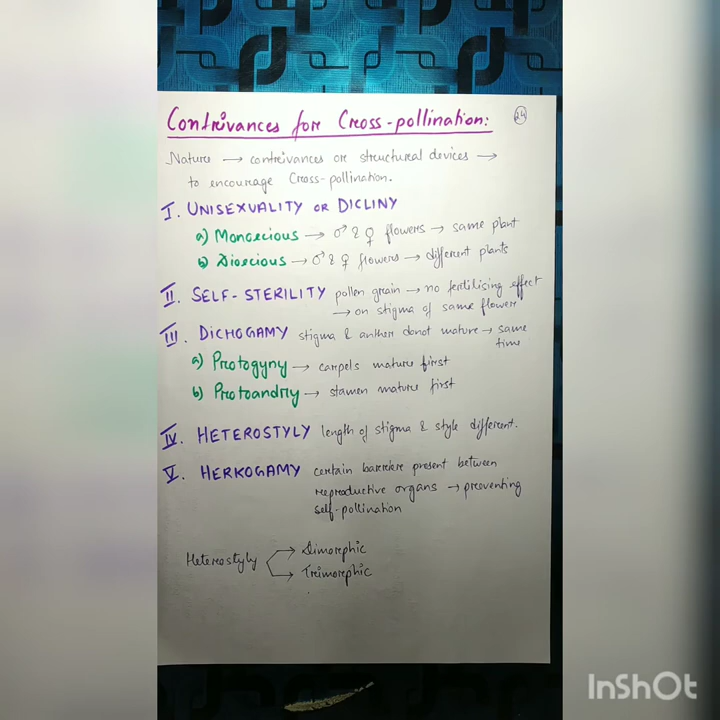 Contrivances for Cross-pollination:
24
Nature → contrivances or structural devices →
to encourage Cross-pollination.
I. UNISEXUALITY OR DICLINY
a) Monoecious → ♂ & ♀ flowers → same plant
b) Dioecious → ♂ & ♀ flowers → different plants
II. SELF-STERILITY pollen grain → no fertilising effect
→ on stigma of same flower
III. DICHOGAMY stigma & anther donot mature → same
time
a) Protogyny → carpels mature first
b) Protoandry → stamen mature first
IV. HETEROSTYLY length of stigma & style different.
V. HERKOGAMY certain barrier present between
reproductive organs → preventing
self-pollination
Heterostyly → Dimorphic
→ Trimorphic
InShOt